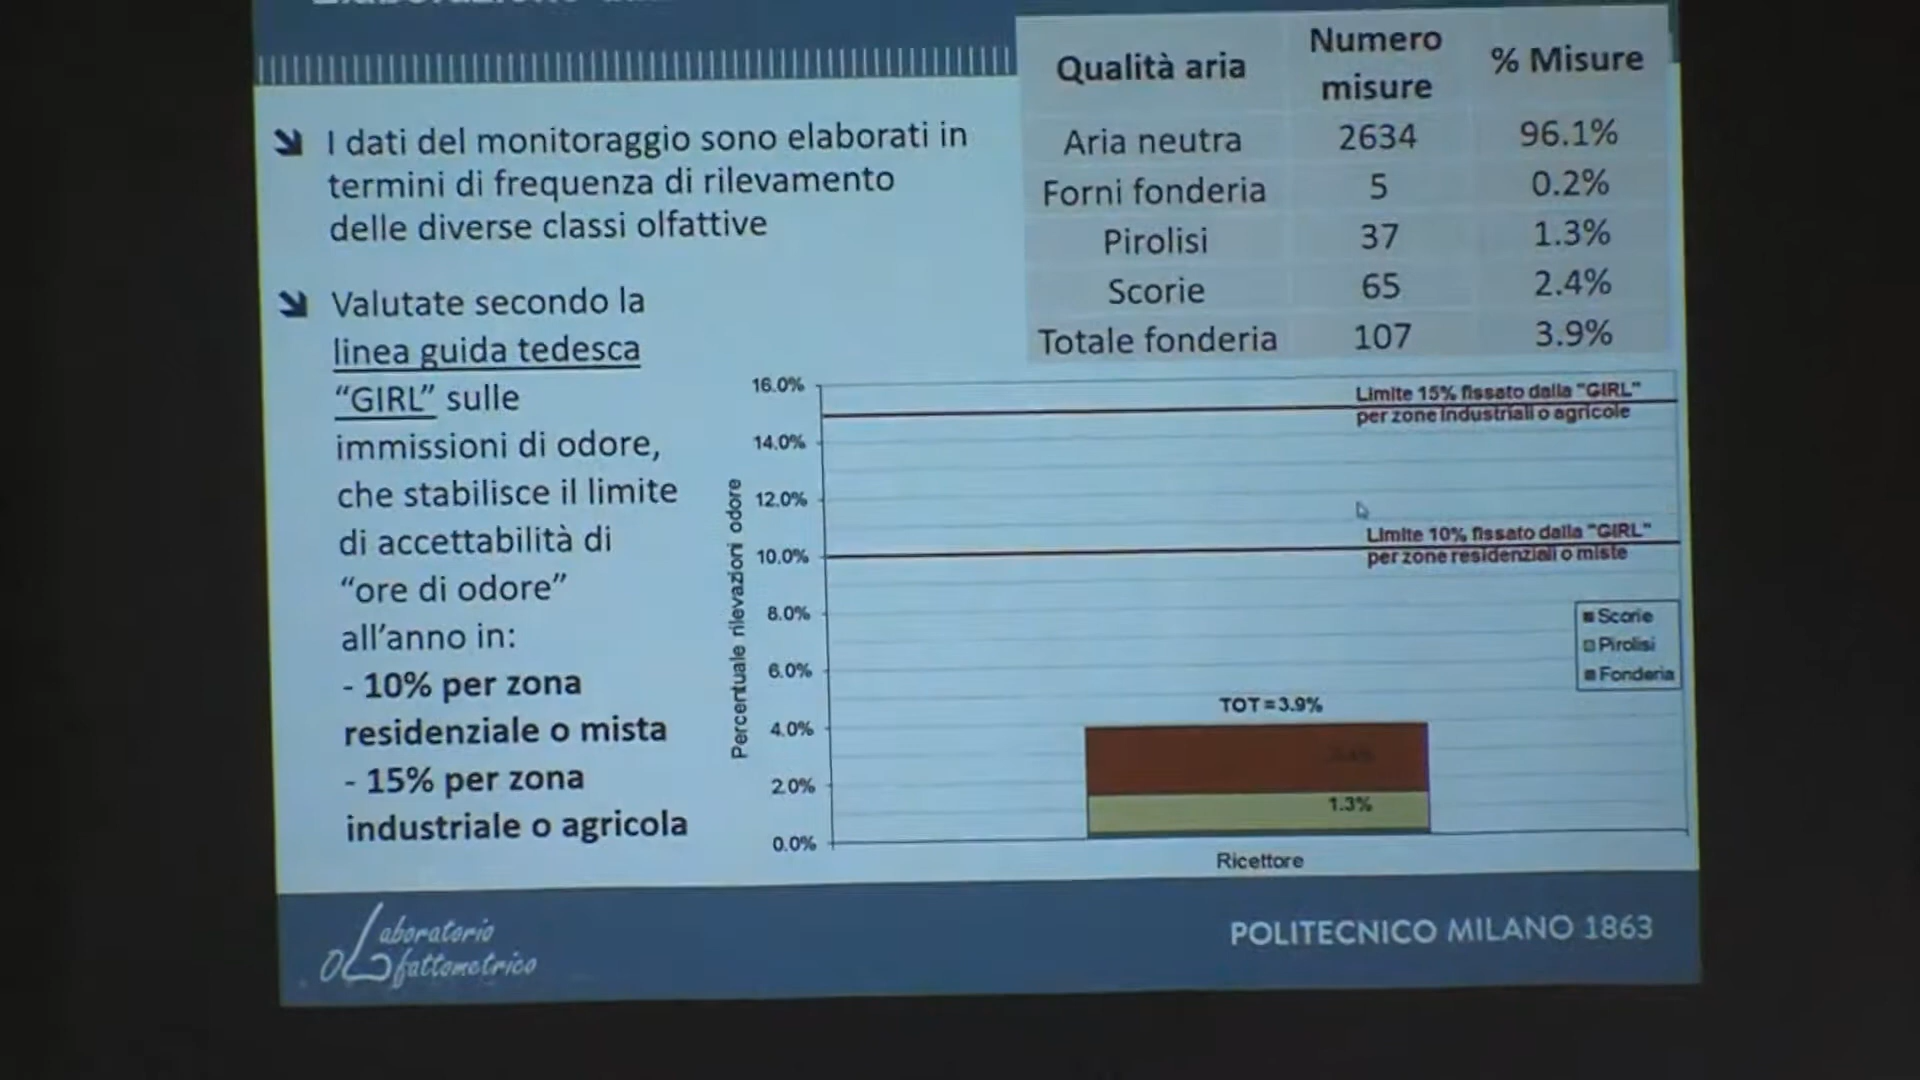 I dati del monitoraggio sono elaborati in
termini di frequenza di rilevamento
delle diverse classi olfattive
Valutate secondo la
linea guida tedesca
“GIRL” sulle
immissioni di odore,
che stabilisce il limite
di accettabilità di
“ore di odore”
all’anno in:
- 10% per zona
residenziale o mista
- 15% per zona
industriale o agricola
Qualità aria Numero misure % Misure
Aria neutra 2634 96.1%
Forni fonderia 5 0.2%
Pirolisi 37 1.3%
Scorie 65 2.4%
Totale fonderia 107 3.9%
Percentuale rilevazioni odore
16.0%
14.0%
12.0%
10.0%
8.0%
6.0%
4.0%
2.0%
0.0%
Limite 15% fissato dalla "GIRL"
per zone industriali o agricole
Limite 10% fissato dalla "GIRL"
per zone residenziali o miste
Scorie
Pirolisi
Fonderia
TOT=3.9%
1.3%
Ricettore
Laboratorio
Olfattometrico
POLITECNICO MILANO 1863